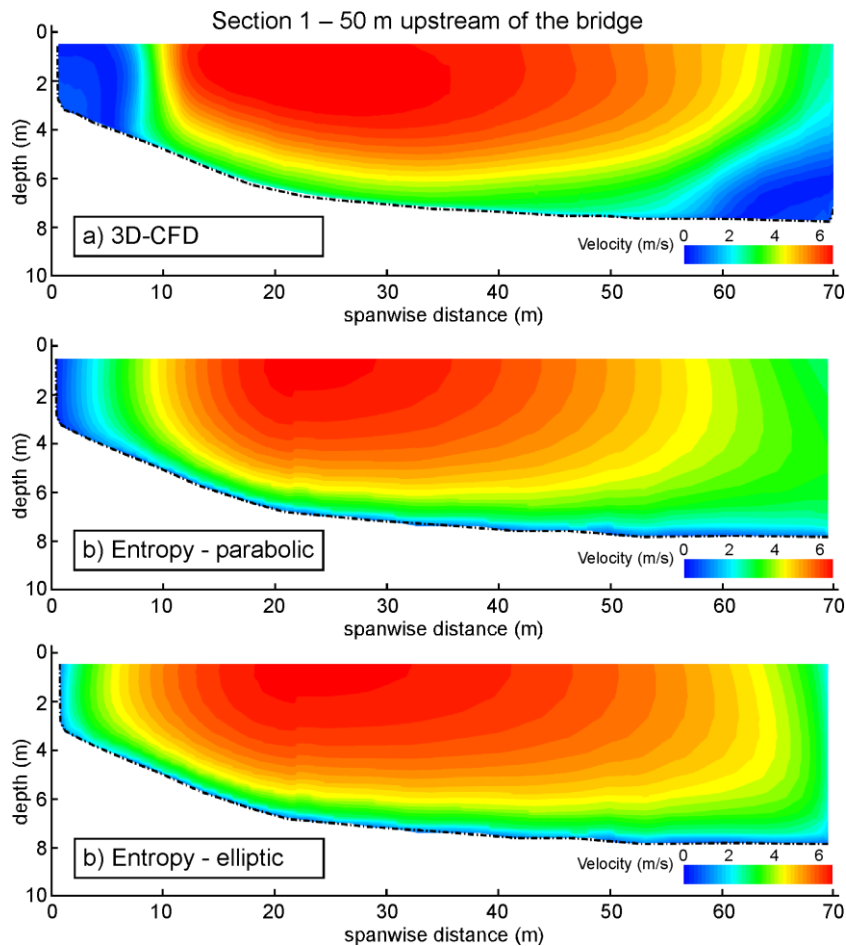 Section 1 – 50 m upstream of the bridge
0
2
4
6
8
10
depth (m)
a) 3D-CFD
Velocity (m/s) 0 2 4 6
0 10 20 30 40 50 60 70
spanwise distance (m)
0
2
4
6
8
10
depth (m)
b) Entropy - parabolic
Velocity (m/s) 0 2 4 6
0 10 20 30 40 50 60 70
spanwise distance (m)
0
2
4
6
8
10
depth (m)
b) Entropy - elliptic
Velocity (m/s) 0 2 4 6
0 10 20 30 40 50 60 70
spanwise distance (m)